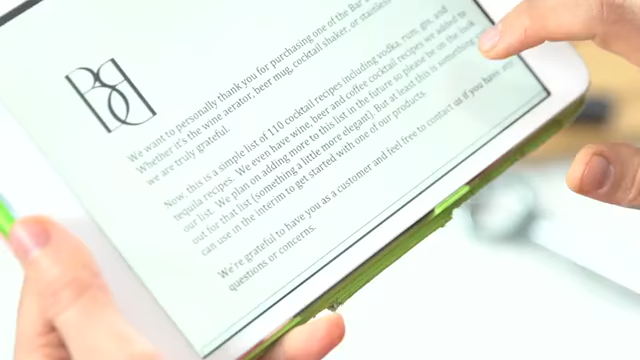 We want to personally thank you for purchasing one of the Bar
Whether it's the wine aerator, beer mug, cocktail shaker, or stainless
we are truly grateful.
Now, this is a simple list of 110 cocktail recipes including vodka, rum, gin, and
tequila recipes. We even have wine, beer and coffee cocktail recipes we added to
our list. We plan on adding more to this list in the future so please be on the look
out for that list (something a little more elegant). But at least this is something
can use in the interim to get started with one of our products.
We're grateful to have you as a customer and feel free to contact us if you have any
questions or concerns.